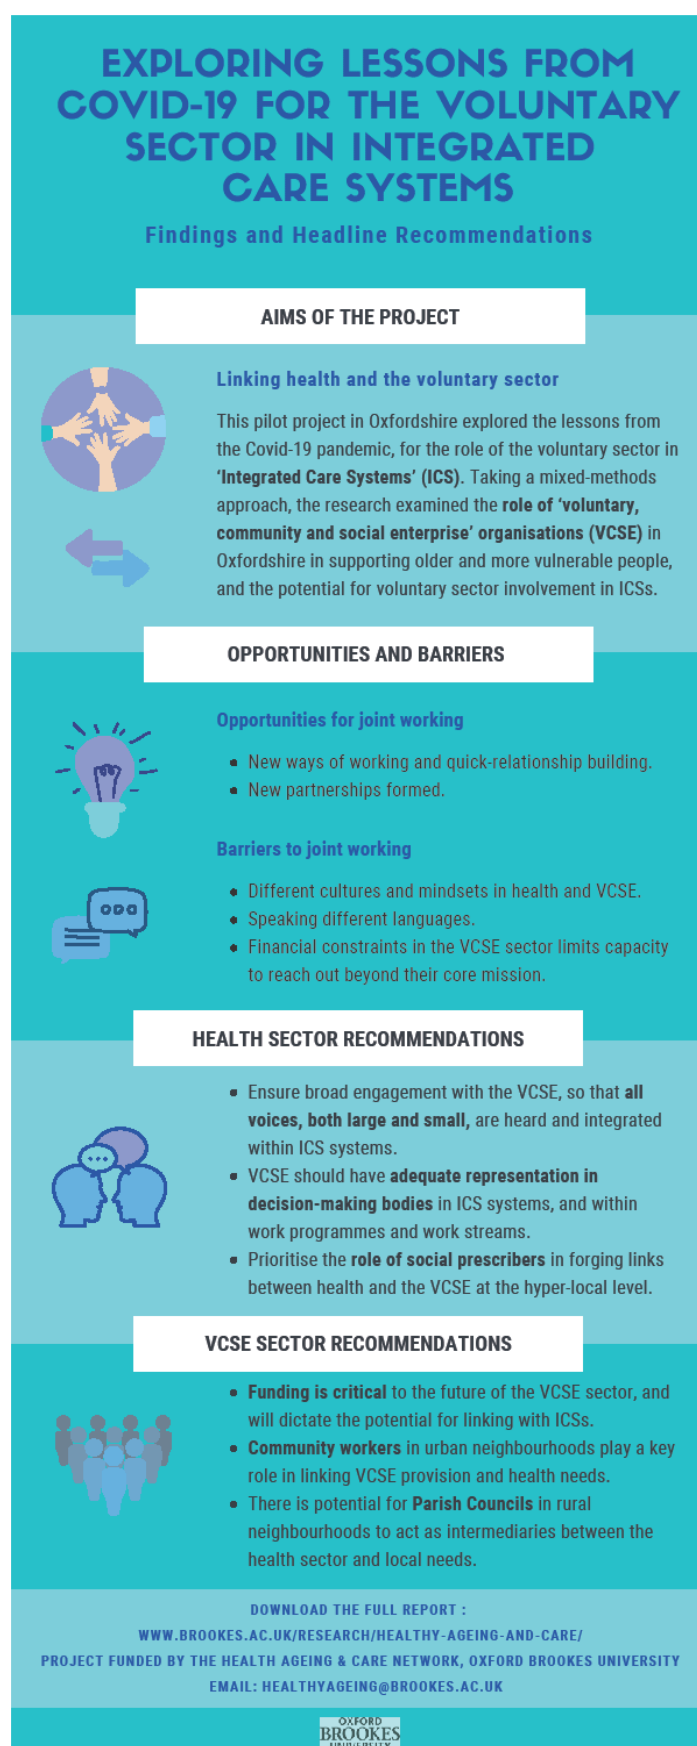 EXPLORING LESSONS FROM
COVID-19 FOR THE VOLUNTARY
SECTOR IN INTEGRATED
CARE SYSTEMS
Findings and Headline Recommendations
AIMS OF THE PROJECT
Linking health and the voluntary sector
This pilot project in Oxfordshire explored the lessons from
the Covid-19 pandemic, for the role of the voluntary sector in
‘Integrated Care Systems’ (ICS). Taking a mixed-methods
approach, the research examined the role of ‘voluntary,
community and social enterprise’ organisations (VCSE) in
Oxfordshire in supporting older and more vulnerable people,
and the potential for voluntary sector involvement in ICSs.
OPPORTUNITIES AND BARRIERS
Opportunities for joint working
• New ways of working and quick-relationship building.
• New partnerships formed.
Barriers to joint working
• Different cultures and mindsets in health and VCSE.
• Speaking different languages.
• Financial constraints in the VCSE sector limits capacity
to reach out beyond their core mission.
HEALTH SECTOR RECOMMENDATIONS
• Ensure broad engagement with the VCSE, so that all
voices, both large and small, are heard and integrated
within ICS systems.
• VCSE should have adequate representation in
decision-making bodies in ICS systems, and within
work programmes and work streams.
• Prioritise the role of social prescribers in forging links
between health and the VCSE at the hyper-local level.
VCSE SECTOR RECOMMENDATIONS
• Funding is critical to the future of the VCSE sector, and
will dictate the potential for linking with ICSs.
• Community workers in urban neighbourhoods play a key
role in linking VCSE provision and health needs.
• There is potential for Parish Councils in rural
neighbourhoods to act as intermediaries between the
health sector and local needs.
DOWNLOAD THE FULL REPORT :
WWW.BROOKES.AC.UK/RESEARCH/HEALTHY-AGEING-AND-CARE/
PROJECT FUNDED BY THE HEALTH AGEING & CARE NETWORK, OXFORD BROOKES UNIVERSITY
EMAIL: HEALTHYAGEING@BROOKES.AC.UK
OXFORD
BROOKES
UNIVERSITY